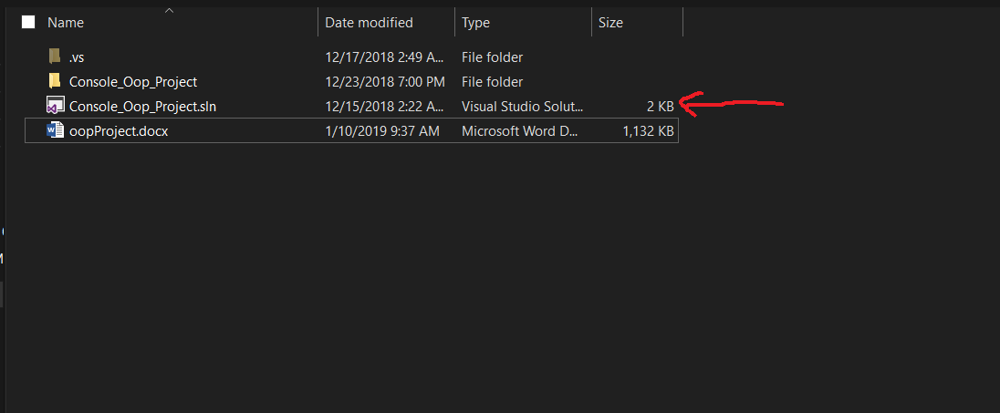 Name Date modified Type Size
.vs 12/17/2018 2:49 A... File folder
Console_Oop_Project 12/23/2018 7:00 PM File folder
Console_Oop_Project.sln 12/15/2018 2:22 A... Visual Studio Solut... 2 KB
oopProject.docx 1/10/2019 9:37 AM Microsoft Word D... 1,132 KB